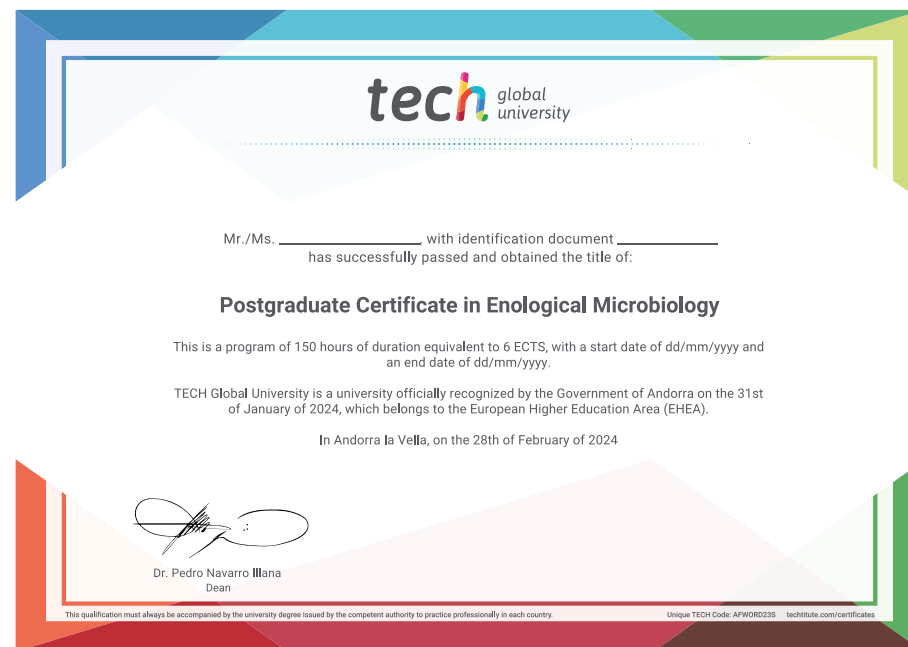 tech global
university
Mr./Ms. ____________, with identification document ____________
has successfully passed and obtained the title of:
Postgraduate Certificate in Enological Microbiology
This is a program of 150 hours of duration equivalent to 6 ECTS, with a start date of dd/mm/yyyy and
an end date of dd/mm/yyyy.
TECH Global University is a university officially recognized by the Government of Andorra on the 31st
of January of 2024, which belongs to the European Higher Education Area (EHEA).
In Andorra la Vella, on the 28th of February of 2024
Dr. Pedro Navarro Illana
Dean
This qualification must always be accompanied by the university degree issued by the competent authority to practice professionally in each country.
Unique TECH Code: AFWORD23S techtitute.com/certificates